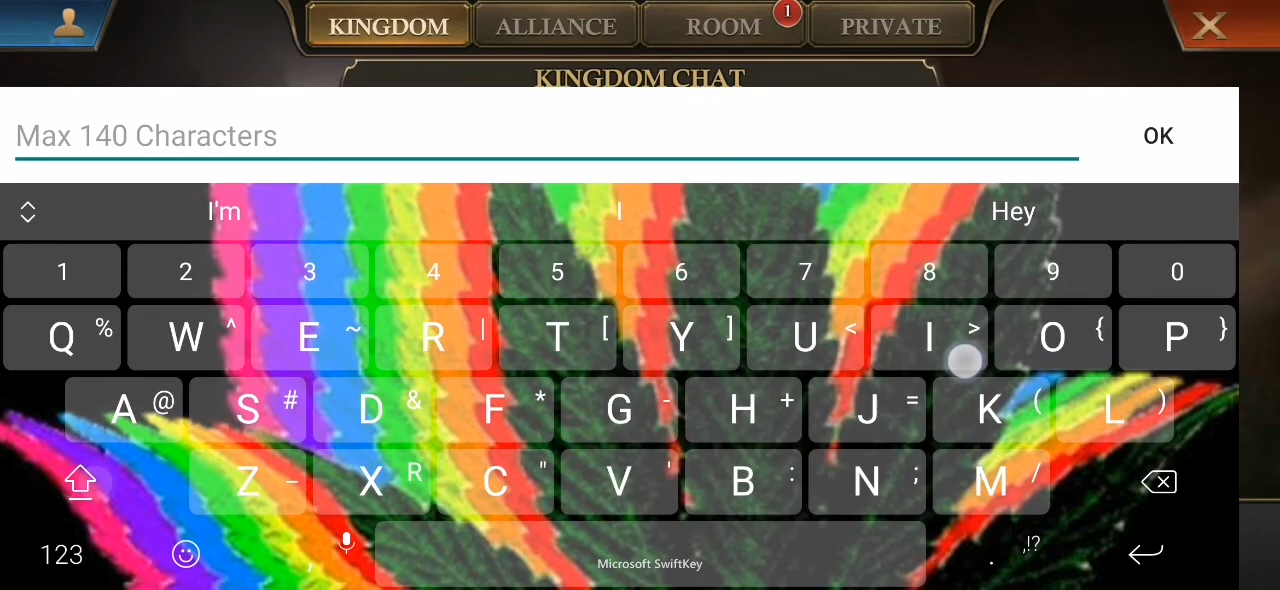 KINGDOM ALLIANCE ROOM 1 PRIVATE
KINGDOM CHAT
Max 140 Characters OK
I'm I Hey
1 2 3 4 5 6 7 8 9 0
Q % W ^ E ~ R | T [ Y ] U < I > O { P }
A @ S # D & F * G - H + J = K ( L )
Z _ X R C " V ' B : N ; M /
123 , Microsoft SwiftKey . ,!?